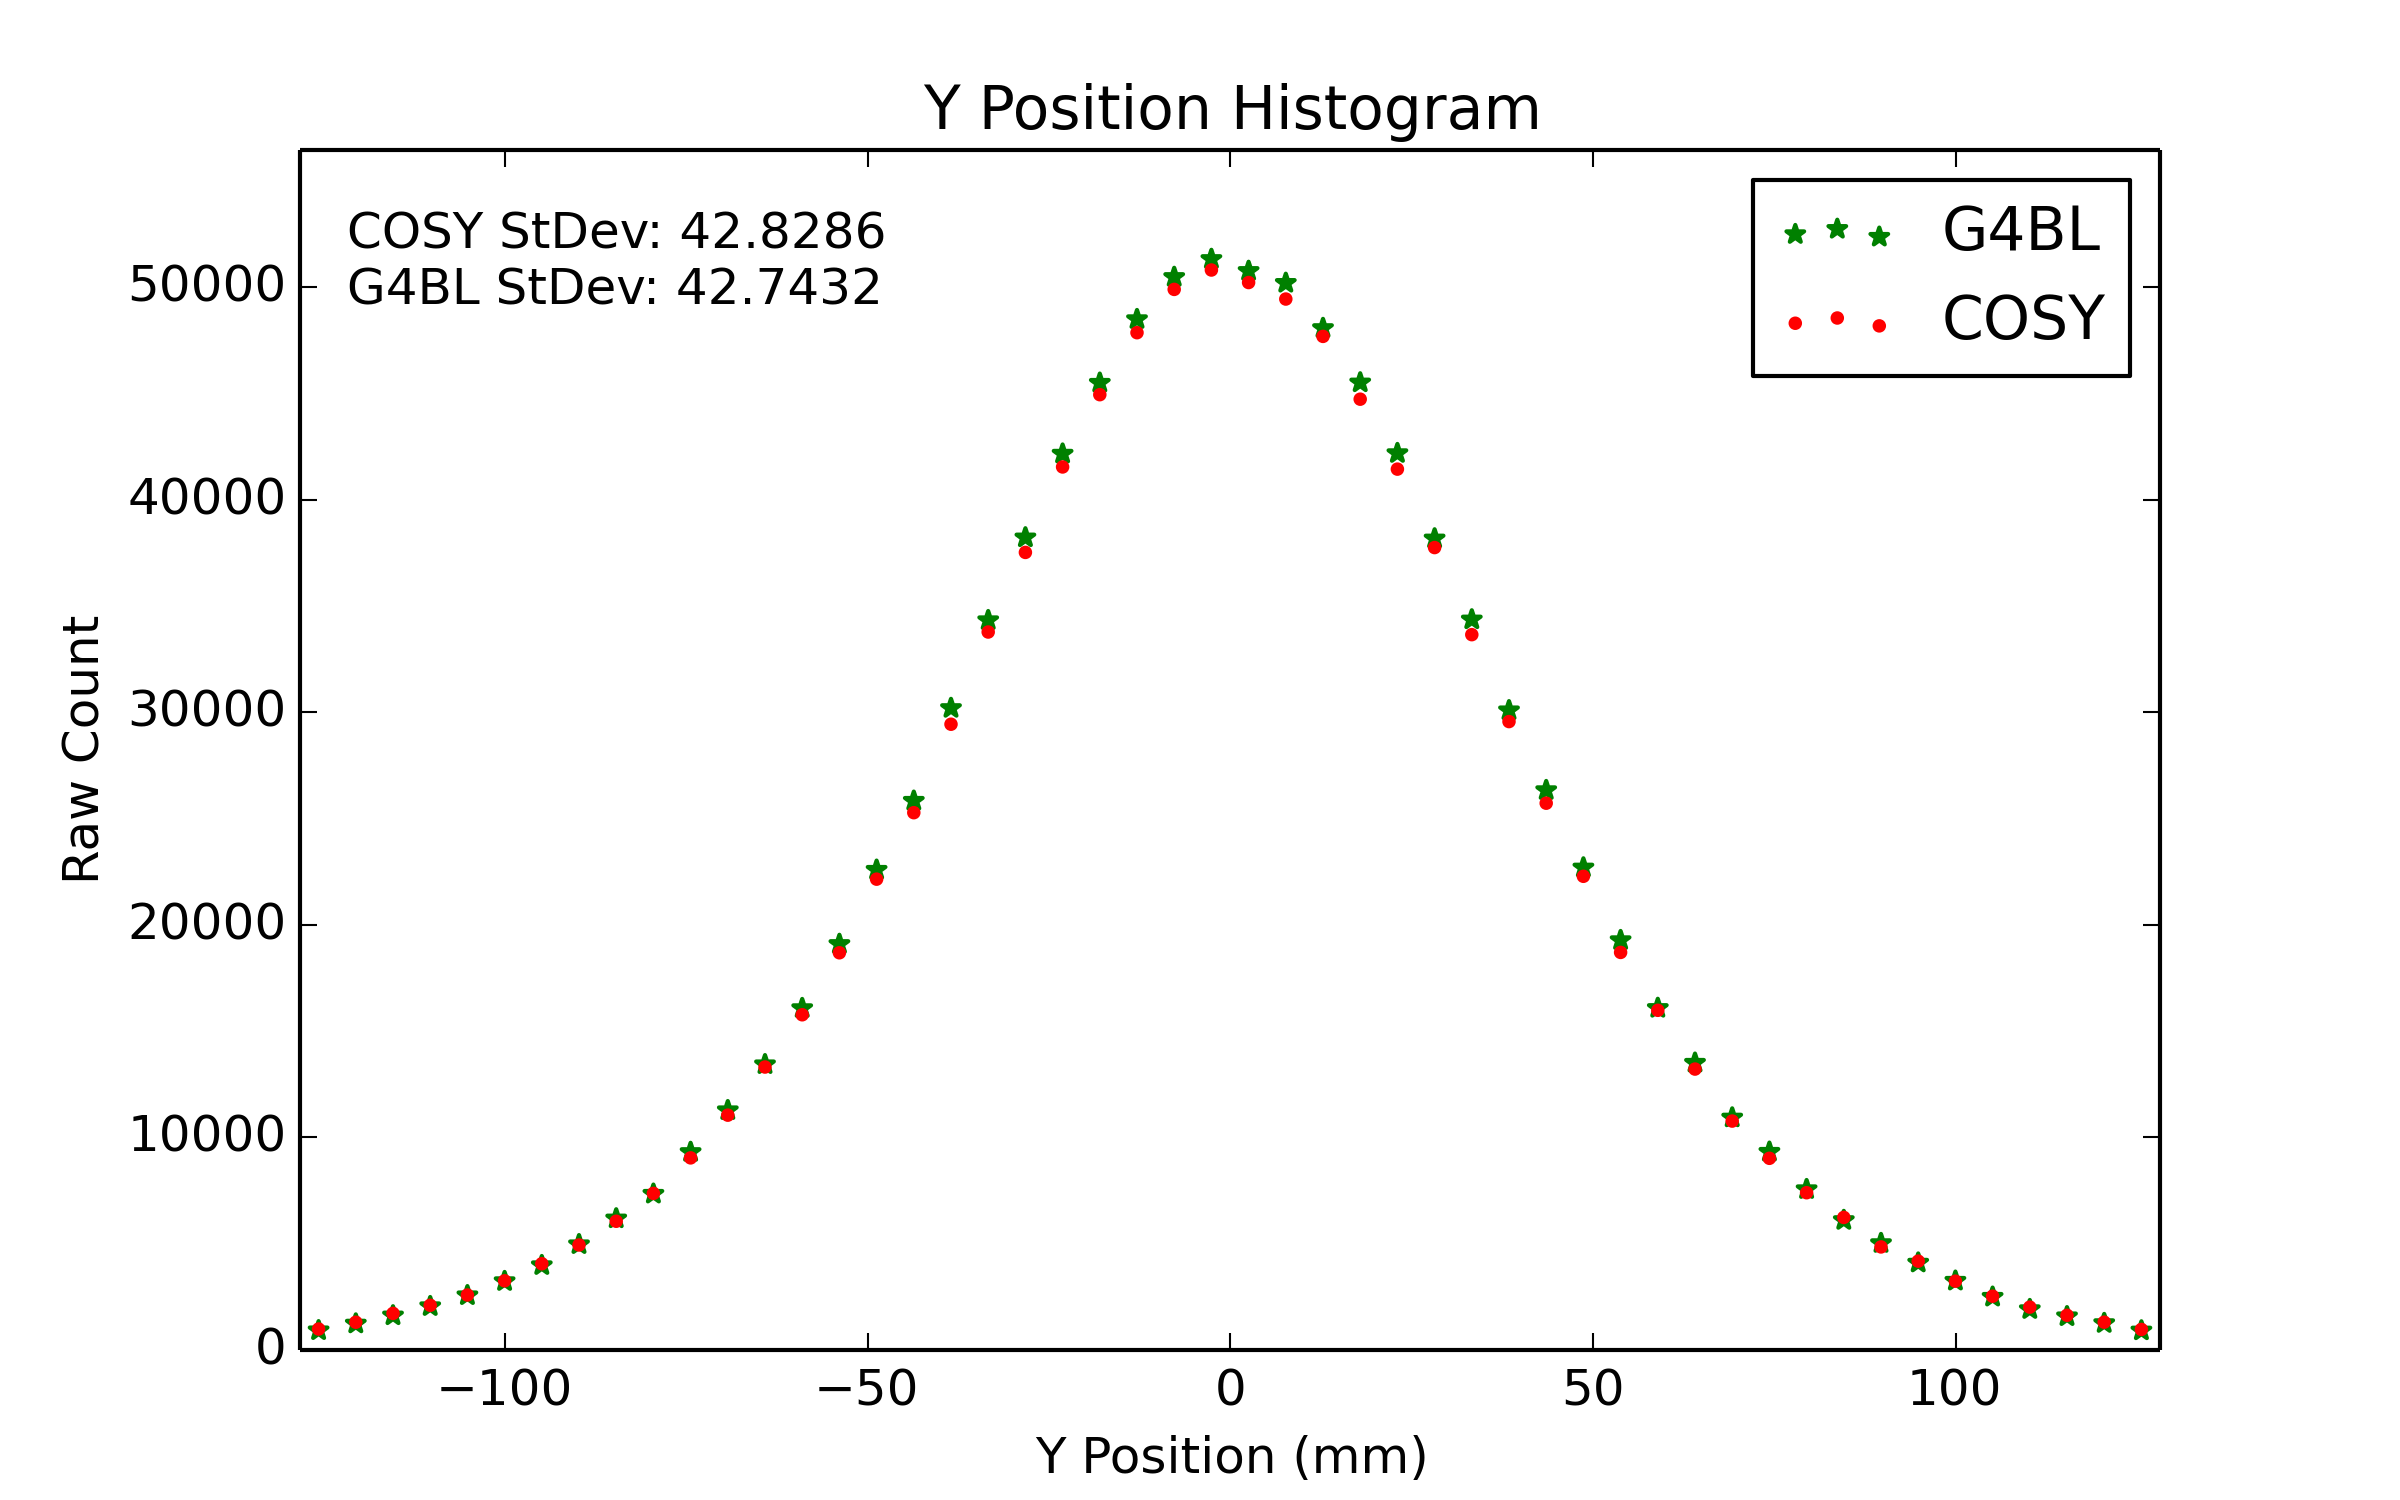 Y Position Histogram
COSY StDev: 42.8286
G4BL StDev: 42.7432
G4BL
COSY
Raw Count
50000
40000
30000
20000
10000
0
−100
−50
0
50
100
Y Position (mm)